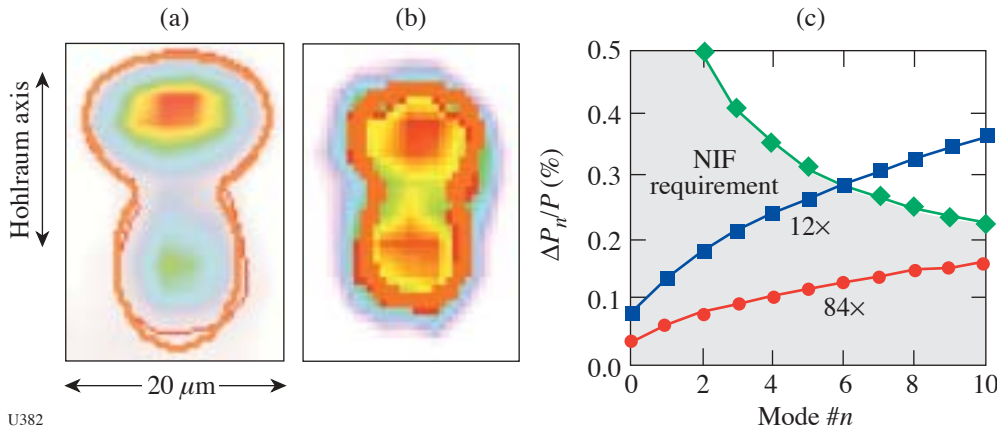 (a)
(b)
(c)
Hohlraum axis
20 μm
U382
ΔPn/P (%)
0.5
0.4
0.3
0.2
0.1
0.0
NIF
requirement
12×
84×
0 2 4 6 8 10
Mode #n